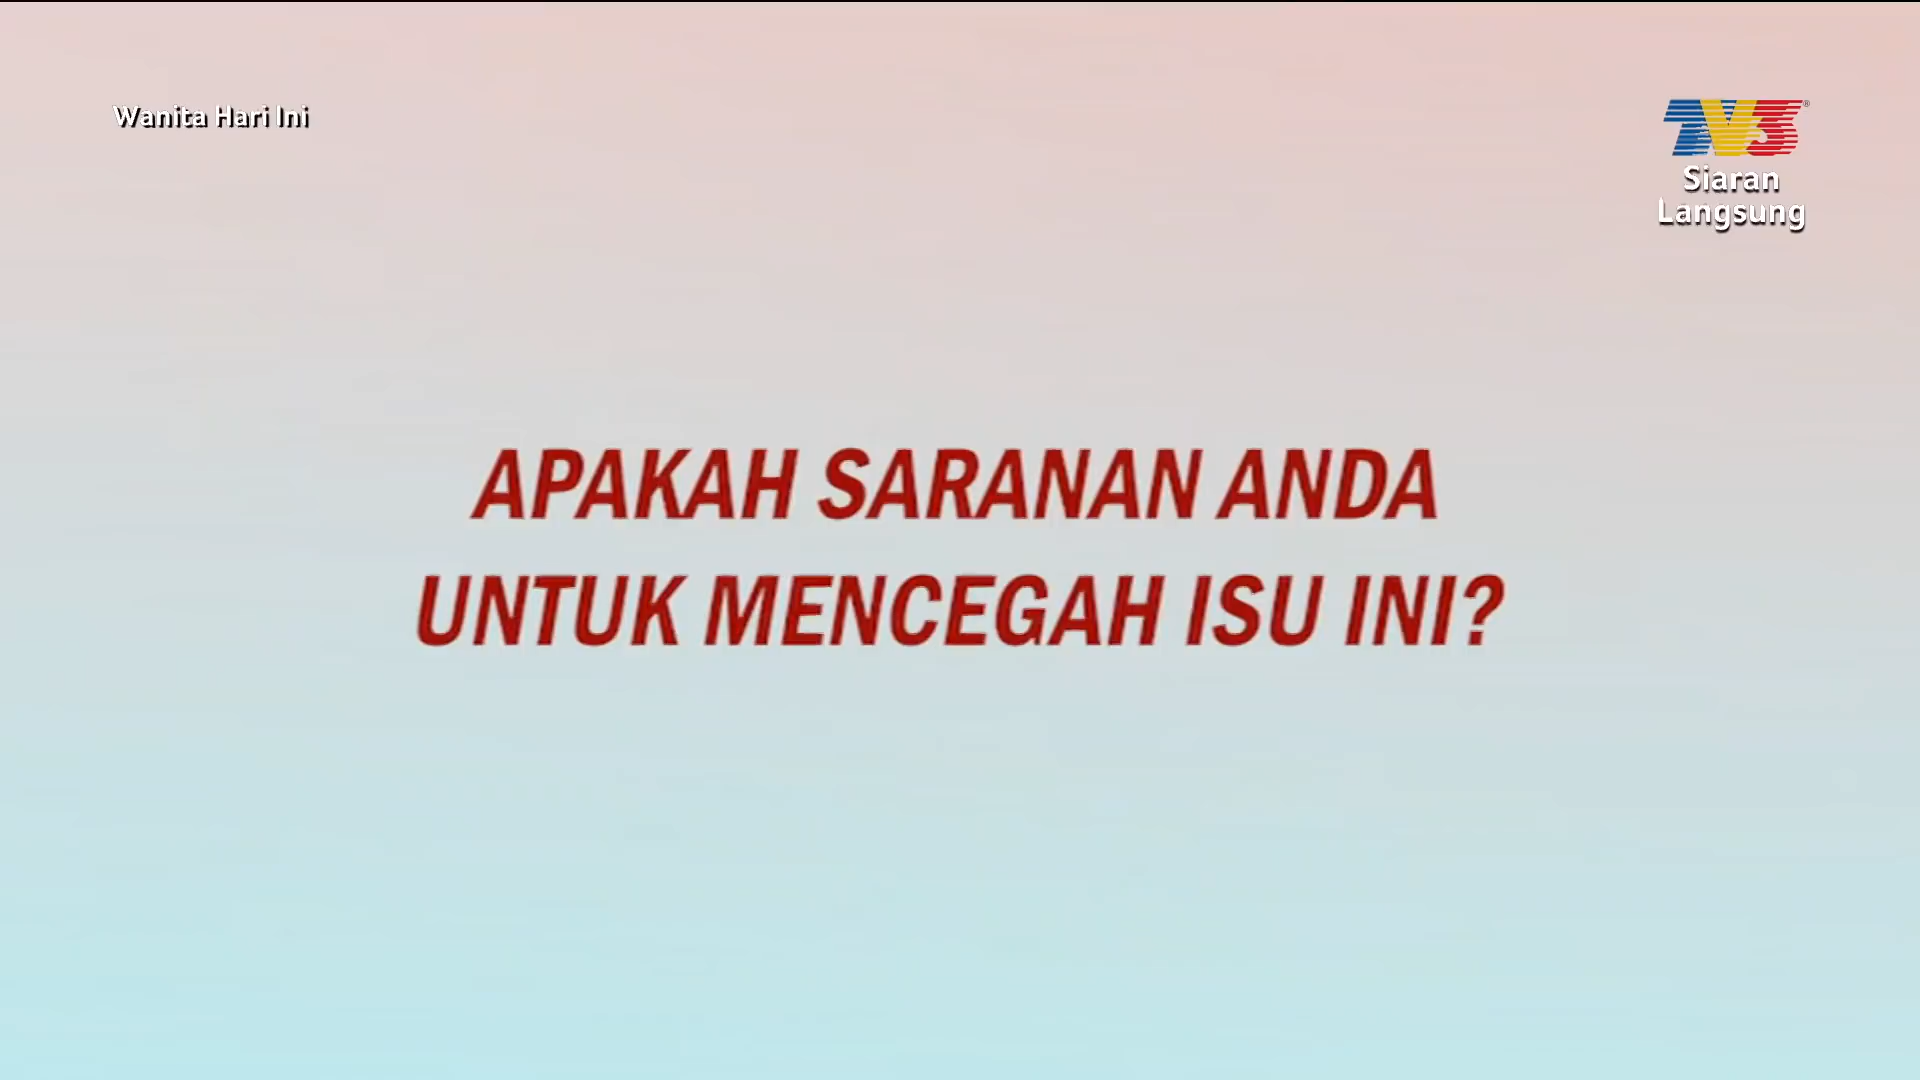 Wanita Hari Ini
TV3
Siaran
Langsung
APAKAH SARANAN ANDA
UNTUK MENCEGAH ISU INI?